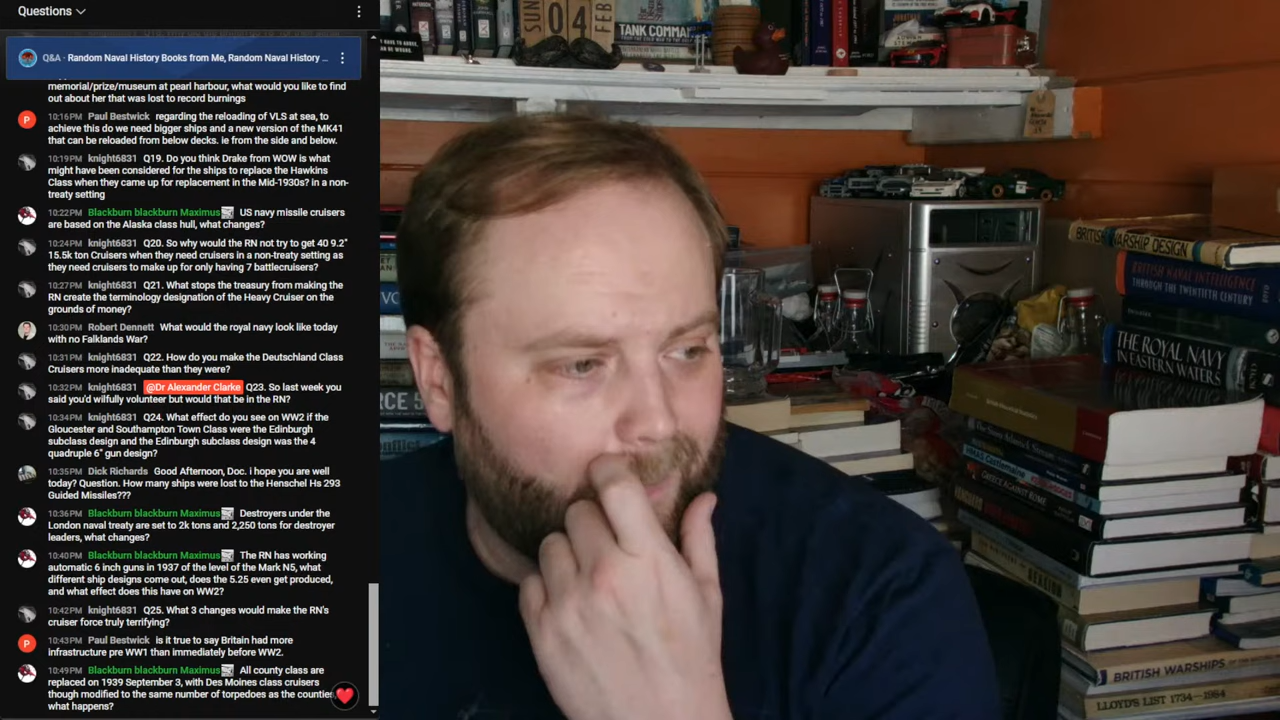 Questions
Q&A · Random Naval History Books from Me, Random Naval History ...
memorial/prize/museum at pearl harbour, what would you like to find
out about her that was lost to record burnings
10:16PM Paul Bestwick regarding the reloading of VLS at sea, to
achieve this do we need bigger ships and a new version of the MK41
that can be reloaded from below decks. ie from the side and below.
10:19PM knight6831 Q19. Do you think Drake from WOW is what
might have been considered for the ships to replace the Hawkins
Class when they came up for replacement in the Mid-1930s? in a non-
treaty setting
10:22PM Blackburn blackburn Maximus US navy missile cruisers
are based on the Alaska class hull, what changes?
10:24PM knight6831 Q20. So why would the RN not try to get 40 9.2"
15.5k ton Cruisers when they need cruisers in a non-treaty setting as
they need cruisers to make up for only having 7 battlecruisers?
10:27PM knight6831 Q21. What stops the treasury from making the
RN create the terminology designation of the Heavy Cruiser on the
grounds of money?
10:30PM Robert Dennett What would the royal navy look like today
with no Falklands War?
10:31PM knight6831 Q22. How do you make the Deutschland Class
Cruisers more inadequate than they were?
10:32PM knight6831 @Dr Alexander Clarke Q23. So last week you
said you'd wilfully volunteer but would that be in the RN?
10:34PM knight6831 Q24. What effect do you see on WW2 if the
Gloucester and Southampton Town Class were the Edinburgh
subclass design and the Edinburgh subclass design was the 4
quadruple 6" gun design?
10:35PM Dick Richards Good Afternoon, Doc. i hope you are well
today? Question. How many ships were lost to the Henschel Hs 293
Guided Missiles???
10:36PM Blackburn blackburn Maximus Destroyers under the
London naval treaty are set to 2k tons and 2,250 tons for destroyer
leaders, what changes?
10:40PM Blackburn blackburn Maximus The RN has working
automatic 6 inch guns in 1937 of the level of the Mark N5, what
different ship designs come out, does the 5.25 even get produced,
and what effect does this have on WW2?
10:42PM knight6831 Q25. What 3 changes would make the RN's
cruiser force truly terrifying?
10:43PM Paul Bestwick is it true to say Britain had more
infrastructure pre WW1 than immediately before WW2.
10:49PM Blackburn blackburn Maximus All county class are
replaced on 1939 September 3, with Des Moines class cruisers
though modified to the same number of torpedoes as the counties
what happens?
SUN 04 FEB
TANK COMMA
BRITISH WARSHIP DESIGN
BRITISH NAVAL INTELLIGENCE
THROUGH THE TWENTIETH CENTURY
THE ROYAL NAVY
IN EASTERN WATERS
GREECE AGAINST ROME
BRITISH WARSHIPS
LLOYD'S LIST 1734-1984